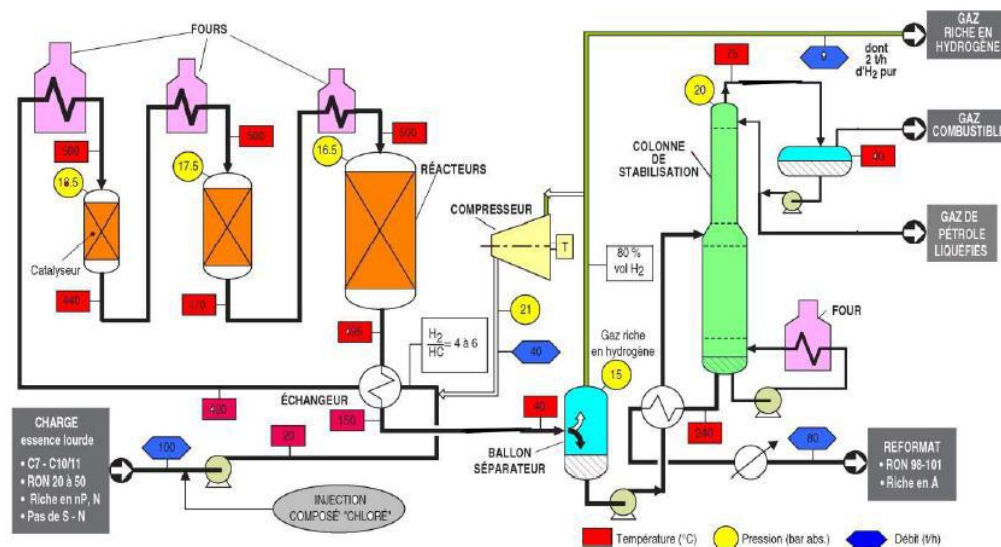 FOURS
500
18.5
Catalyseur
440
500
17.5
470
500
16.5
RÉACTEURS
COMPRESSEUR
T
21
40
H₂
HC
= 4 à 6
ÉCHANGEUR
150
20
CHARGE
essence lourde
• C7 - C10/11
• RON 20 à 50
• Riche en nP, N
• Pas de S - N
100
INJECTION
COMPOSÉ "CHLORÉ"
40
BALLON
SÉPARATEUR
Gaz riche
en hydrogène
15
80 %
vol H₂
COLONNE
DE
STABILISATION
20
dont
2 t/h
d'H₂ pur
GAZ
RICHE EN
HYDROGÈNE
GAZ
COMBUSTIBLE
GAZ DE
PÉTROLE
LIQUÉFIÉS
FOUR
240
80
REFORMAT
• RON 98-101
• Riche en A
Température (°C)
Pression (bar abs.)
Débit (t/h)